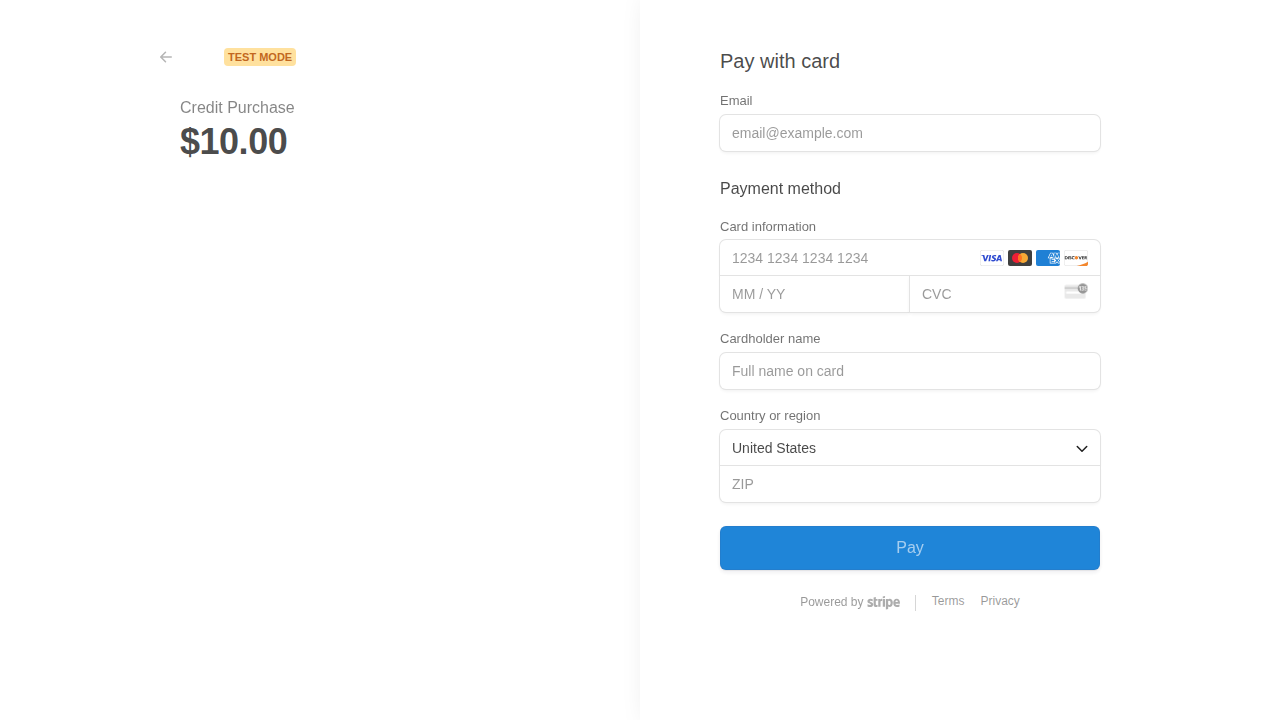 TEST MODE
Credit Purchase
$10.00
Pay with card
Email
email@example.com
Payment method
Card information
1234 1234 1234 1234
VISA
AMEX
DISCOVER
MM / YY
CVC
Cardholder name
Full name on card
Country or region
United States
ZIP
Pay
Powered by stripe
Terms
Privacy